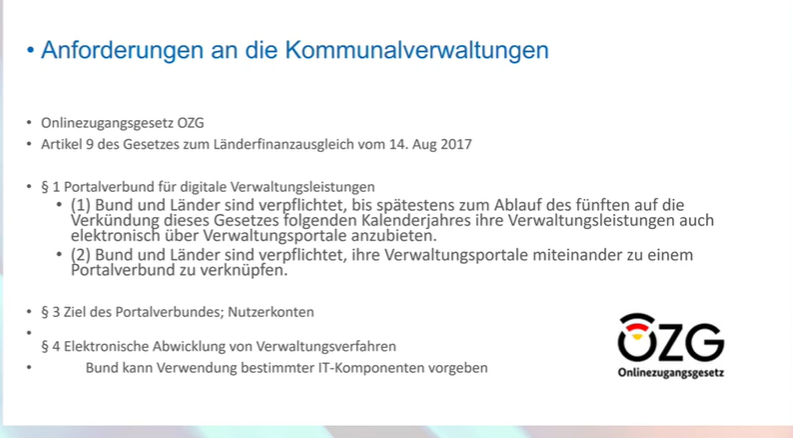 • Anforderungen an die Kommunalverwaltungen
• Onlinezugangsgesetz OZG
• Artikel 9 des Gesetzes zum Länderfinanzausgleich vom 14. Aug 2017
• § 1 Portalverbund für digitale Verwaltungsleistungen
• (1) Bund und Länder sind verpflichtet, bis spätestens zum Ablauf des fünften auf die
Verkündung dieses Gesetzes folgenden Kalenderjahres ihre Verwaltungsleistungen auch
elektronisch über Verwaltungsportale anzubieten.
• (2) Bund und Länder sind verpflichtet, ihre Verwaltungsportale miteinander zu einem
Portalverbund zu verknüpfen.
• § 3 Ziel des Portalverbundes; Nutzerkonten
•
§ 4 Elektronische Abwicklung von Verwaltungsverfahren
• Bund kann Verwendung bestimmter IT-Komponenten vorgeben
OZG
Onlinezugangsgesetz